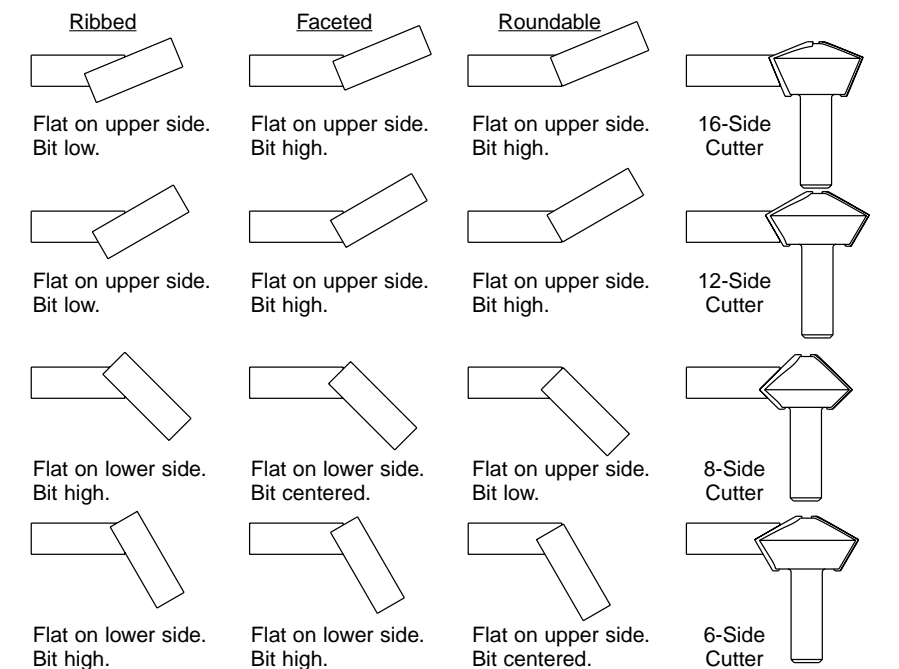 Ribbed Faceted Roundable
Flat on upper side. Flat on upper side. Flat on upper side. 16-Side
Bit low. Bit high. Bit high. Cutter
Flat on upper side. Flat on upper side. Flat on upper side. 12-Side
Bit low. Bit high. Bit high. Cutter
Flat on lower side. Flat on lower side. Flat on upper side. 8-Side
Bit high. Bit centered. Bit low. Cutter
Flat on lower side. Flat on lower side. Flat on upper side. 6-Side
Bit high. Bit high. Bit centered. Cutter